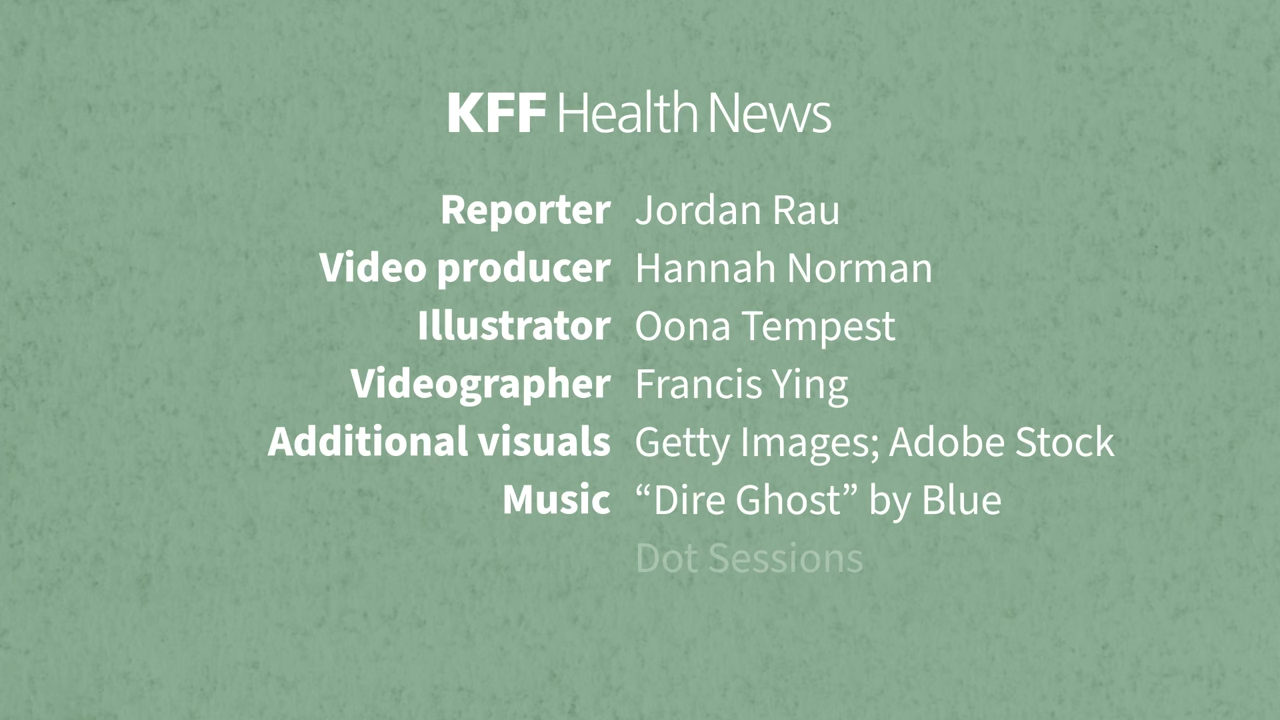 KFF Health News
Reporter Jordan Rau
Video producer Hannah Norman
Illustrator Oona Tempest
Videographer Francis Ying
Additional visuals Getty Images; Adobe Stock
Music “Dire Ghost” by Blue
Dot Sessions